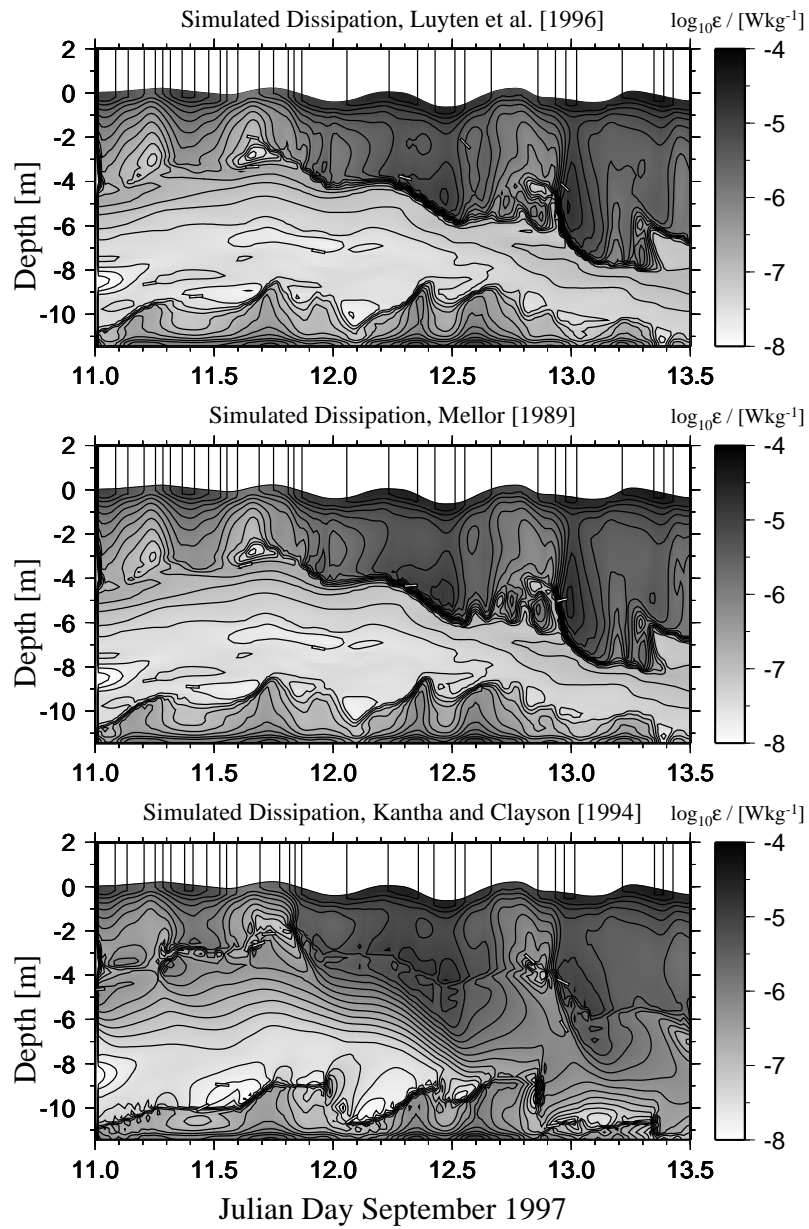 Simulated Dissipation, Luyten et al. [1996]
log₁₀ε / [Wkg⁻¹]
2
0
-2
-4
-6
-8
-10
Depth [m]
11.0 11.5 12.0 12.5 13.0 13.5
-4
-5
-6
-7
-8
Simulated Dissipation, Mellor [1989]
log₁₀ε / [Wkg⁻¹]
2
0
-2
-4
-6
-8
-10
Depth [m]
11.0 11.5 12.0 12.5 13.0 13.5
-4
-5
-6
-7
-8
Simulated Dissipation, Kantha and Clayson [1994]
log₁₀ε / [Wkg⁻¹]
2
0
-2
-4
-6
-8
-10
Depth [m]
11.0 11.5 12.0 12.5 13.0 13.5
-4
-5
-6
-7
-8
Julian Day September 1997